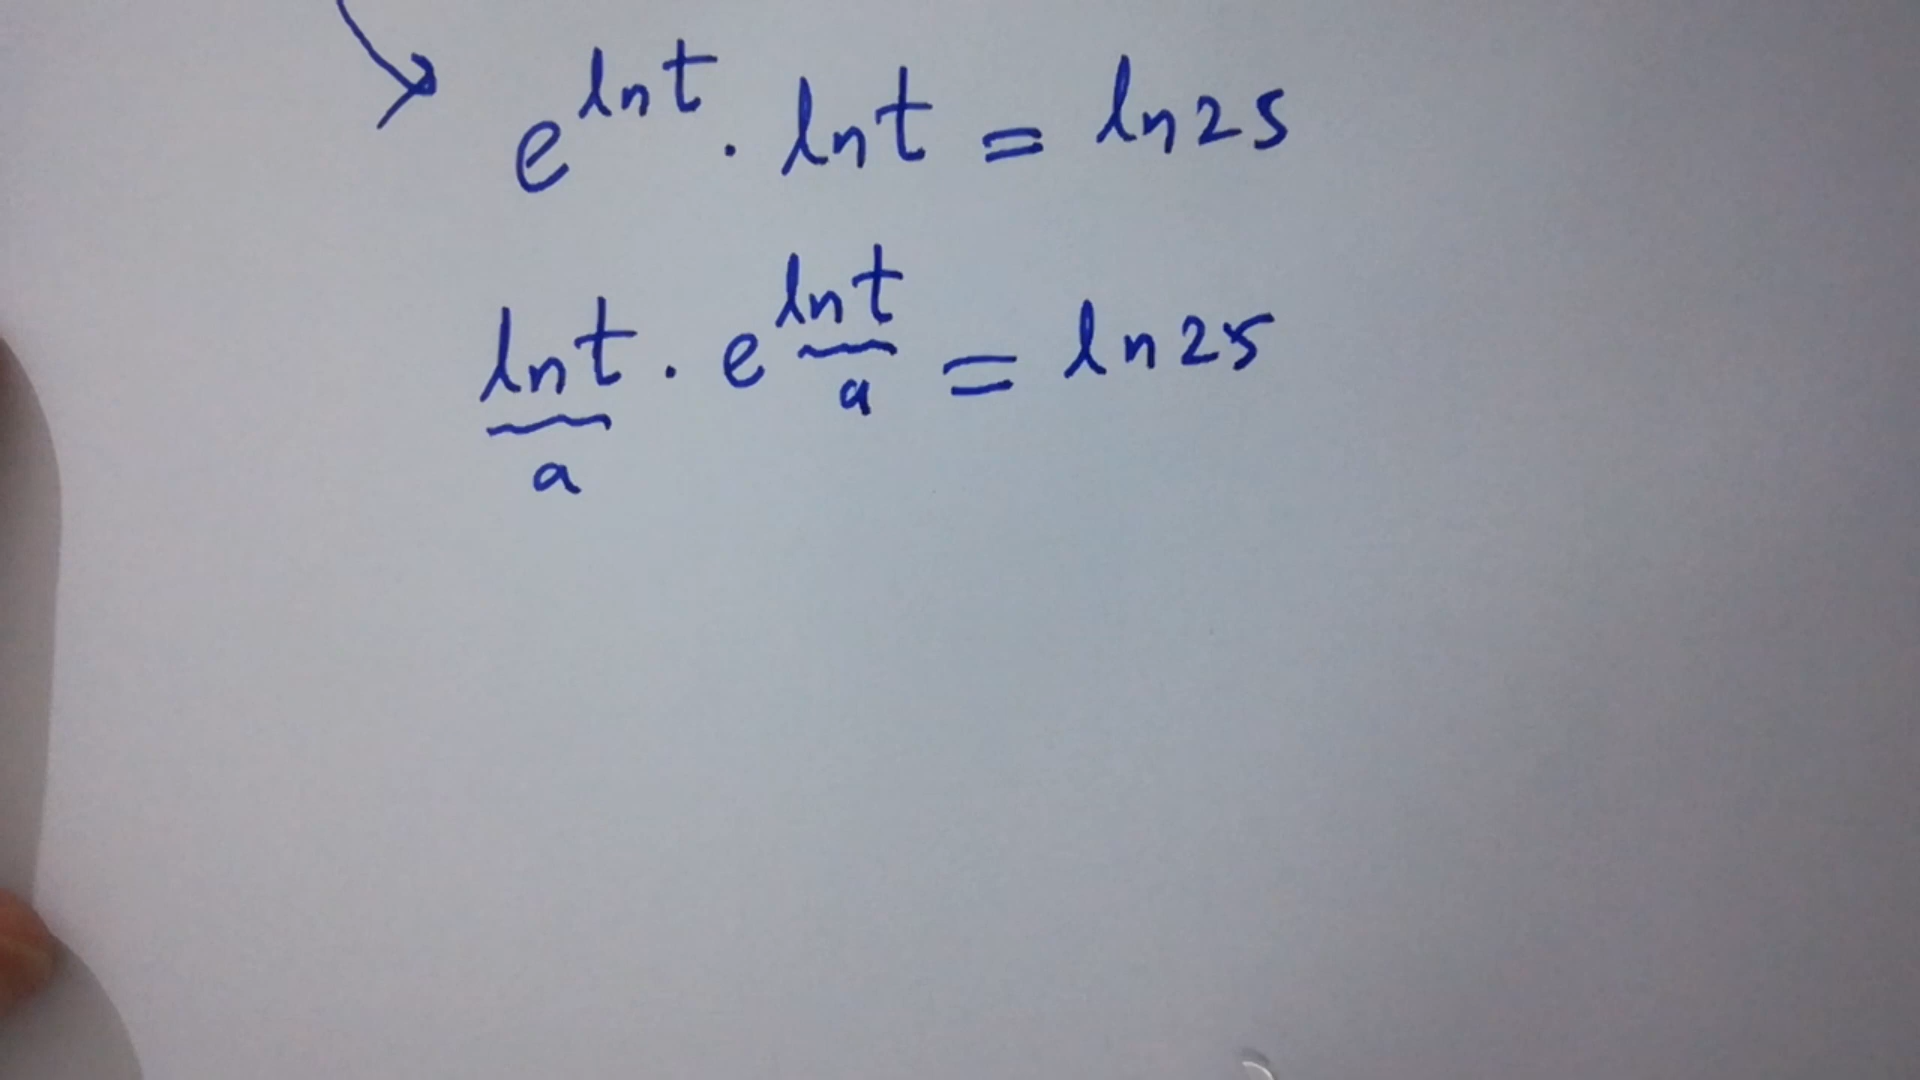 e^{ln t} . ln t = ln 25
ln t . e^{ln t} = ln 25
a
a